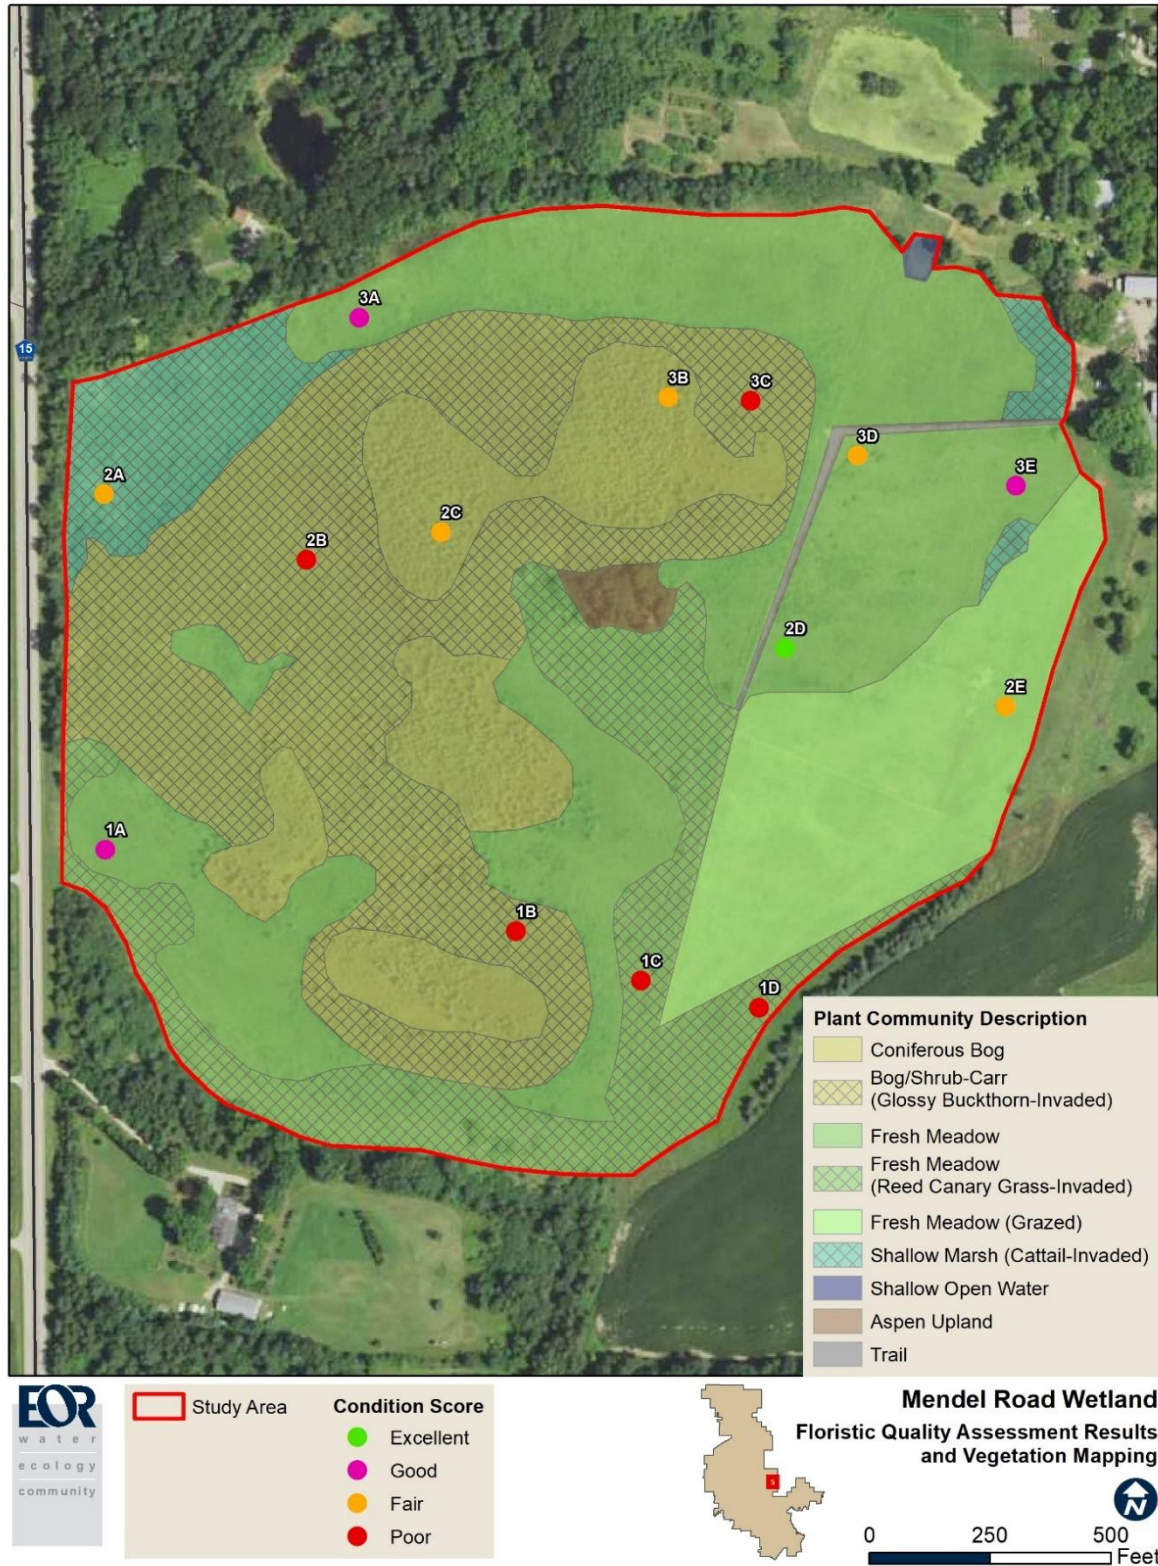 3A
15
3B
3C
3D
3E
2A
2C
2B
2D
2E
1A
1B
1C
1D
Plant Community Description
Coniferous Bog
Bog/Shrub-Carr
(Glossy Buckthorn-Invaded)
Fresh Meadow
Fresh Meadow
(Reed Canary Grass-Invaded)
Fresh Meadow (Grazed)
Shallow Marsh (Cattail-Invaded)
Shallow Open Water
Aspen Upland
Trail
EOR
water
ecology
community
Study Area
Condition Score
Excellent
Good
Fair
Poor
Mendel Road Wetland
Floristic Quality Assessment Results
and Vegetation Mapping
N
0 250 500
Feet